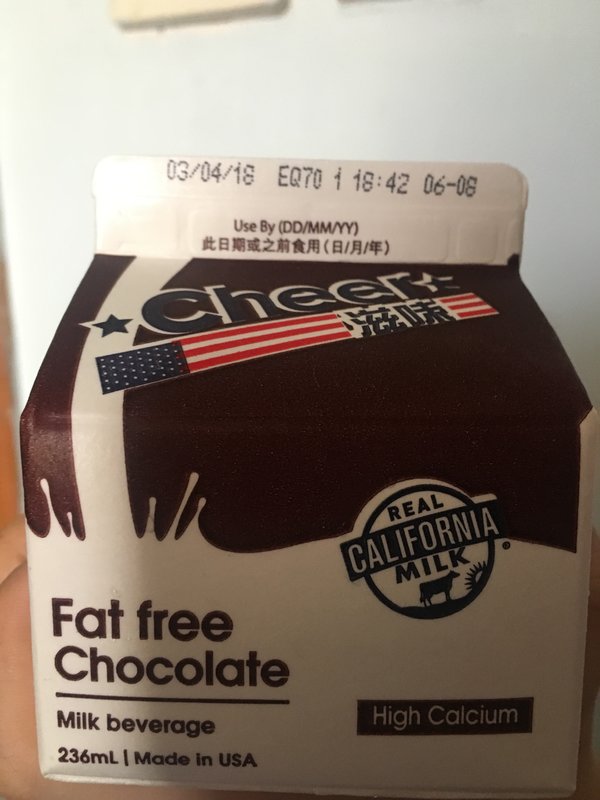 03/04/18 EQ70 1 18:42 06-08
Use By (DD/MM/YY)
此日期或之前食用（日/月/年）
Cheer
滋味
REAL
CALIFORNIA
MILK
®
Fat free
Chocolate
Milk beverage
236mL | Made in USA
High Calcium